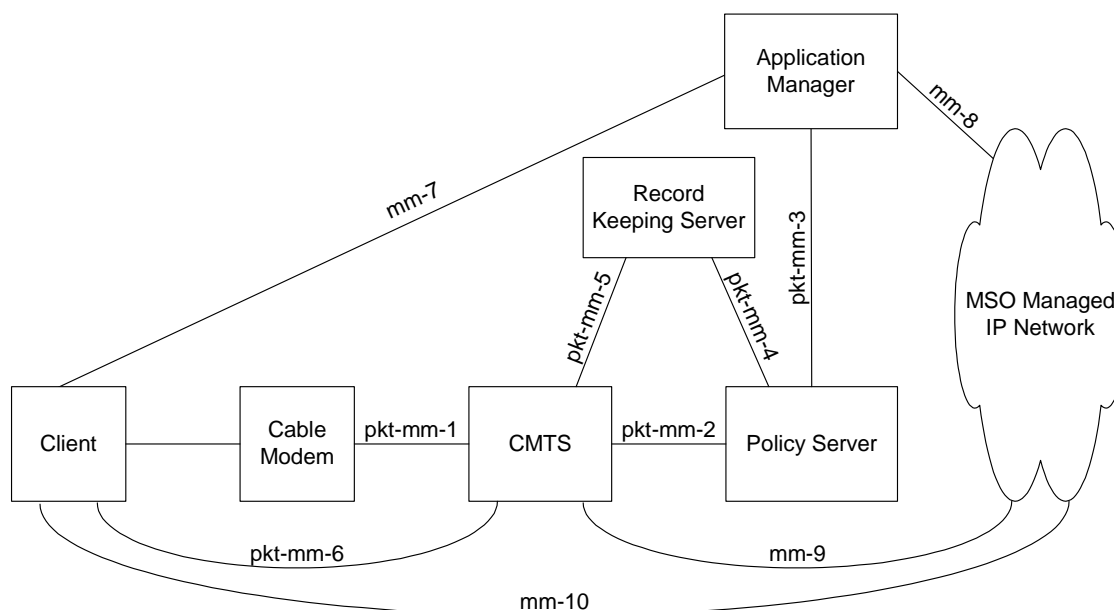 Application
Manager
mm-8
mm-7
Record
Keeping Server
pkt-mm-3
MSO Managed
IP Network
pkt-mm-5
pkt-mm-4
Client
Cable
Modem
pkt-mm-1
CMTS
pkt-mm-2
Policy Server
pkt-mm-6
mm-9
mm-10